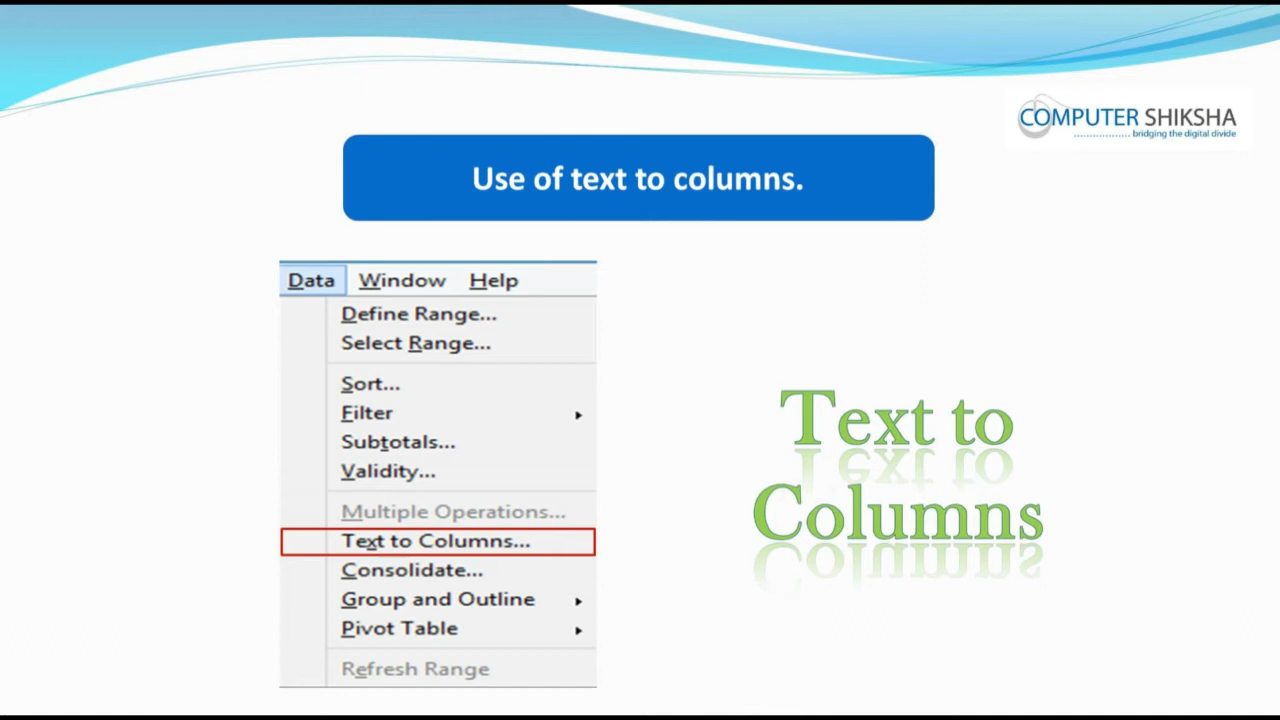 COMPUTER SHIKSHA
bridging the digital divide
Use of text to columns.
Data Window Help
Define Range...
Select Range...
Sort...
Filter
Subtotals...
Validity...
Multiple Operations...
Text to Columns...
Consolidate...
Group and Outline
Pivot Table
Refresh Range
Text to
Columns